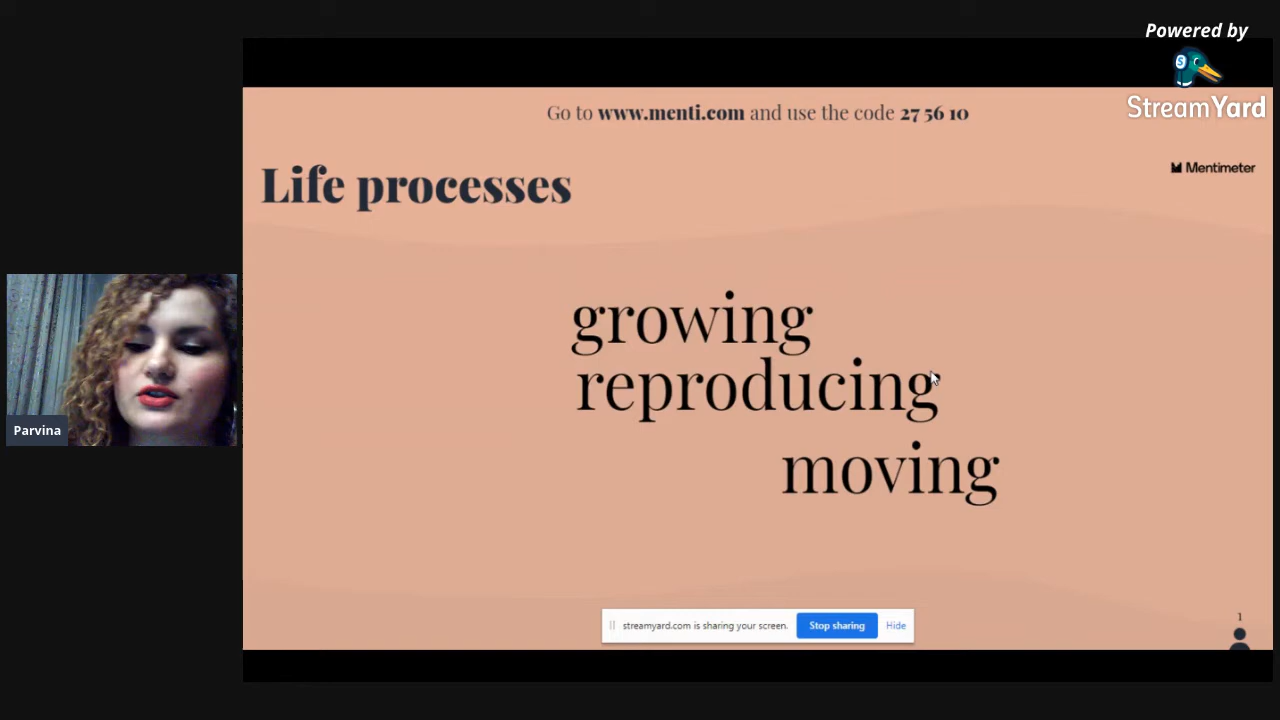 Powered by
StreamYard
Go to www.menti.com and use the code 27 56 10
Mentimeter
Life processes
growing
reproducing
moving
Parvina
streamyard.com is sharing your screen. Stop sharing Hide
1